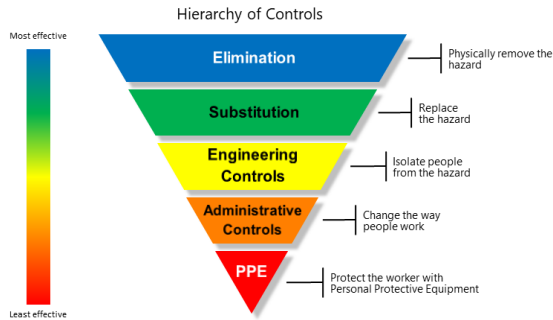 Hierarchy of Controls
Most effective
Elimination
Physically remove the
hazard
Substitution
Replace
the hazard
Engineering
Controls
Isolate people
from the hazard
Administrative
Controls
Change the way
people work
PPE
Protect the worker with
Personal Protective Equipment
Least effective